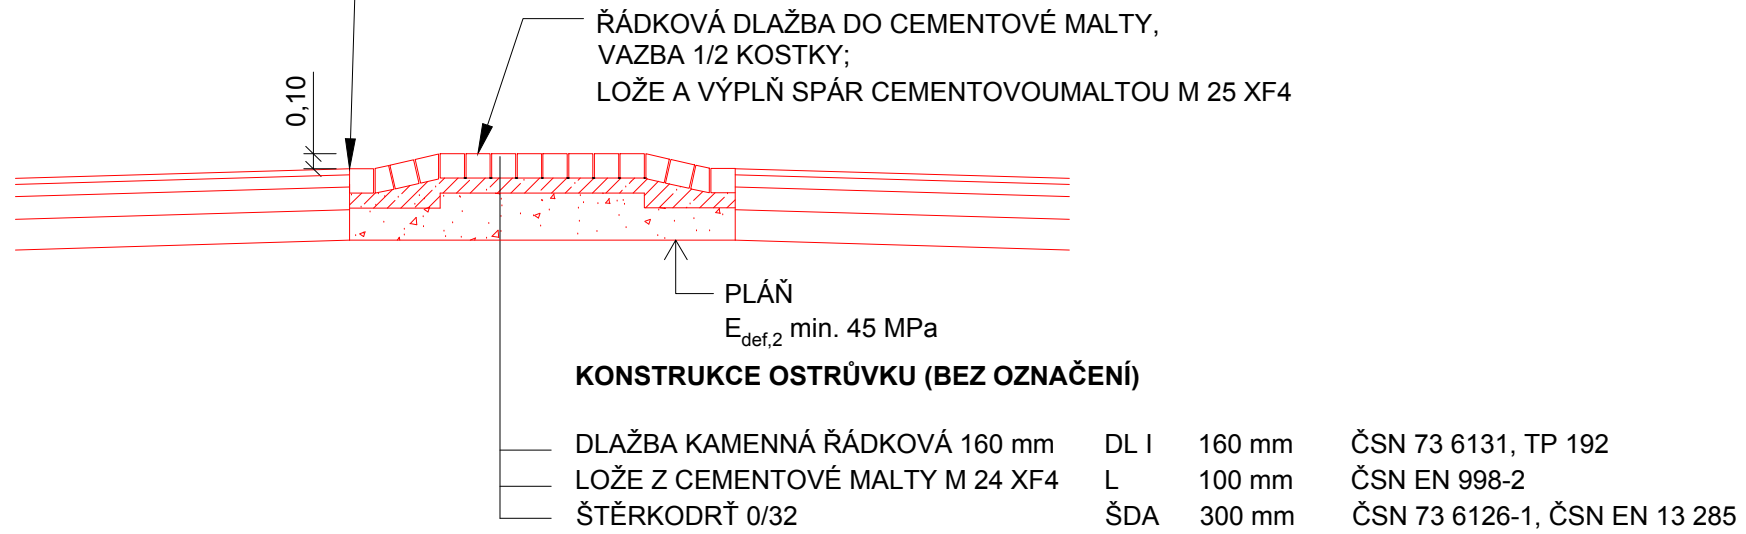 ŘÁDKOVÁ DLAŽBA DO CEMENTOVÉ MALTY,
VAZBA 1/2 KOSTKY;
LOŽE A VÝPLŇ SPÁR CEMENTOVOUMALTOU M 25 XF4
0,10
PLÁŇ
Edef,2 min. 45 MPa
KONSTRUKCE OSTRŮVKU (BEZ OZNAČENÍ)
DLAŽBA KAMENNÁ ŘÁDKOVÁ 160 mm DL I 160 mm ČSN 73 6131, TP 192
LOŽE Z CEMENTOVÉ MALTY M 24 XF4 L 100 mm ČSN EN 998-2
ŠTĚRKODRŤ 0/32 ŠDA 300 mm ČSN 73 6126-1, ČSN EN 13 285